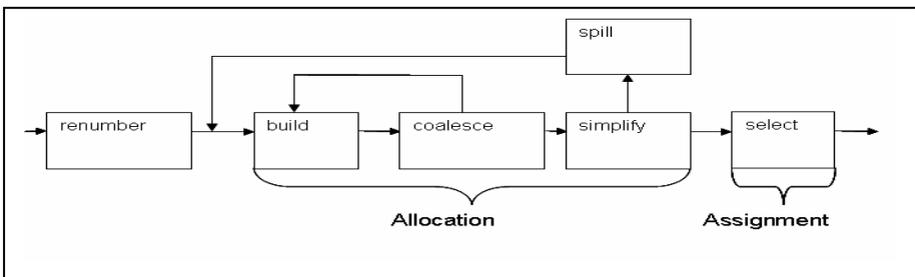 spill
renumber
build
coalesce
simplify
select
Allocation
Assignment